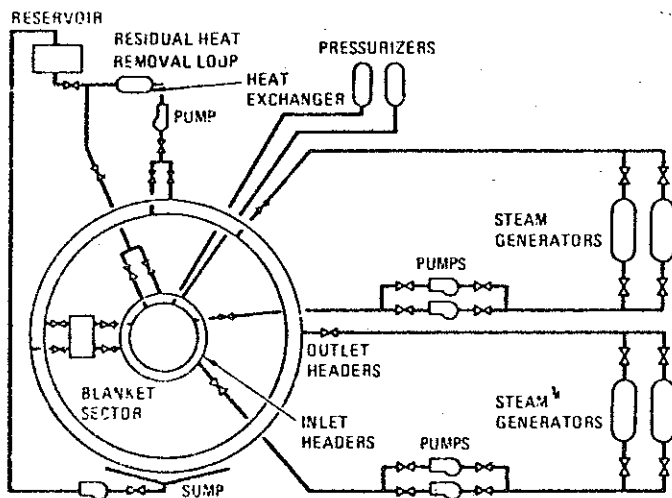 RESERVOIR
RESIDUAL HEAT
REMOVAL LOOP
HEAT
EXCHANGER
PUMP
PRESSURIZERS
STEAM
GENERATORS
PUMPS
OUTLET
HEADERS
BLANKET
SECTOR
INLET
HEADERS
STEAM
GENERATORS
PUMPS
SUMP